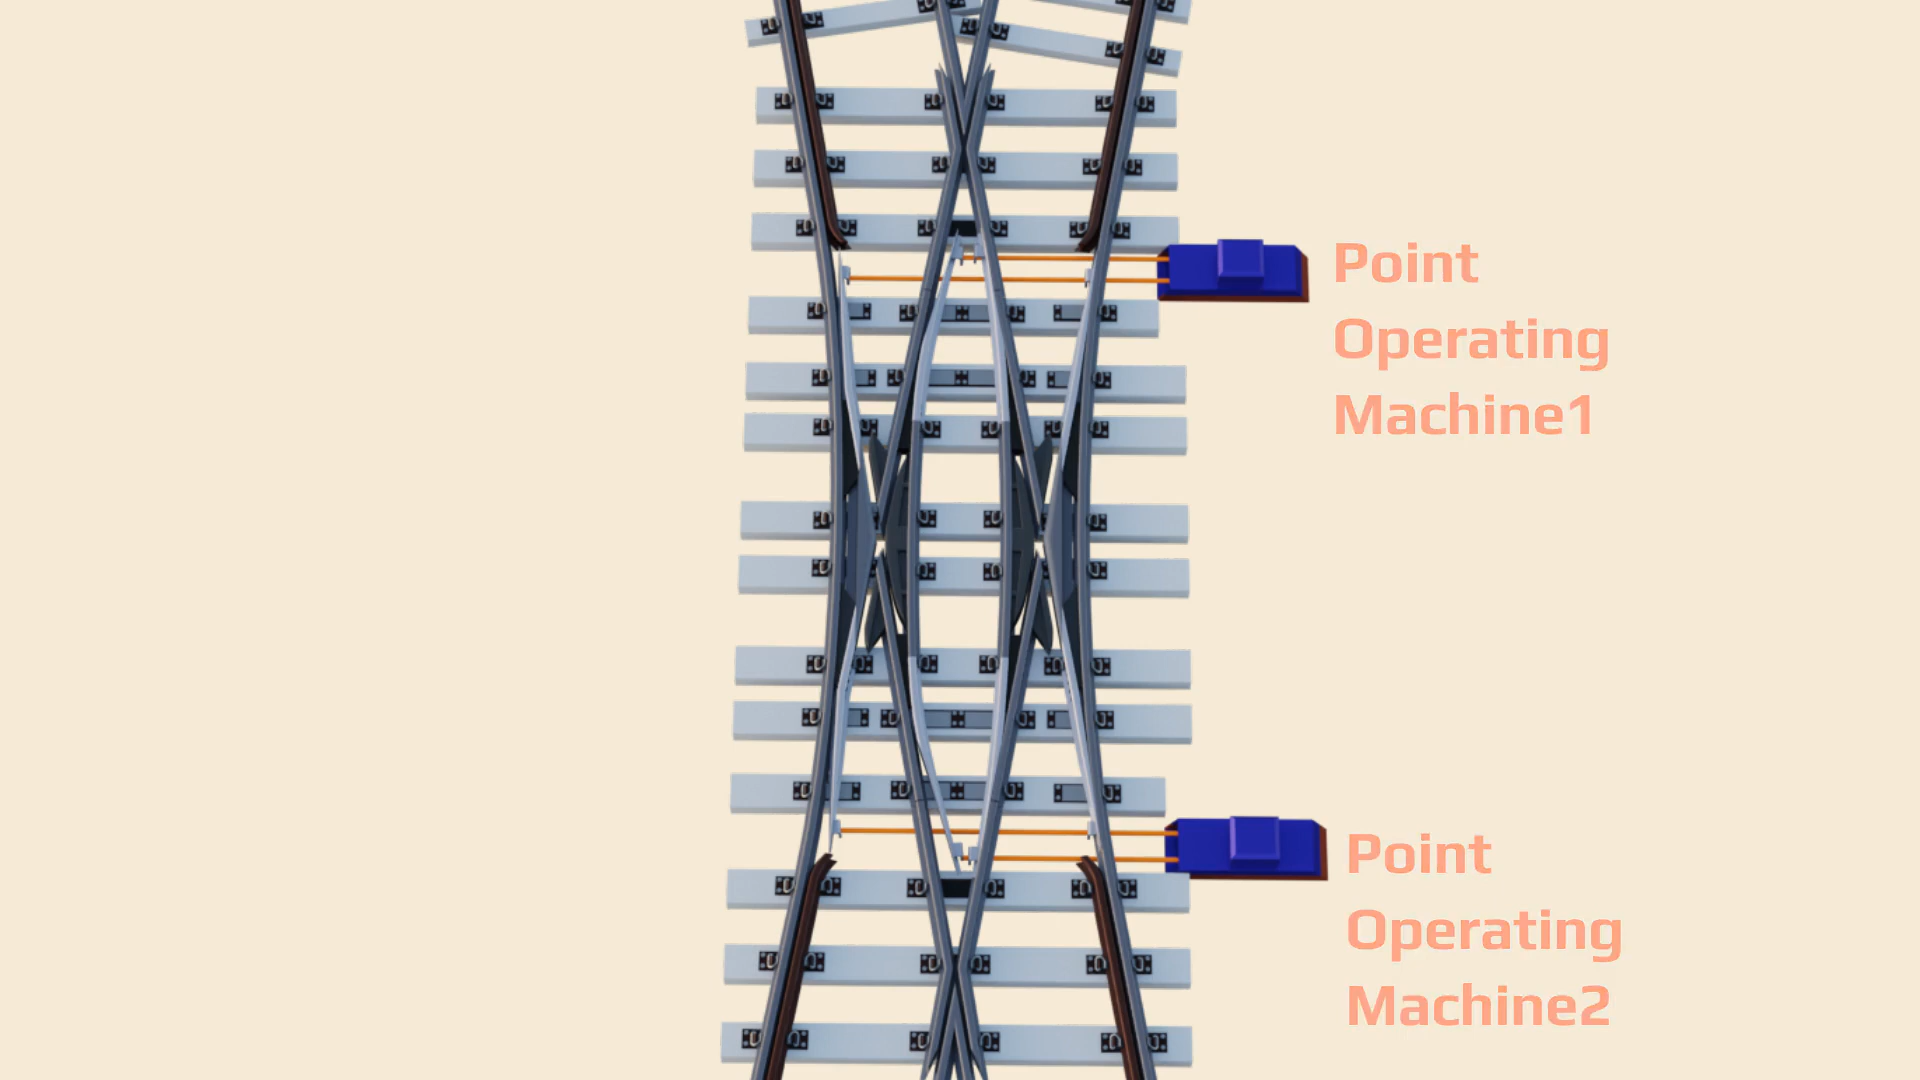 Point
Operating
Machine1
Point
Operating
Machine2